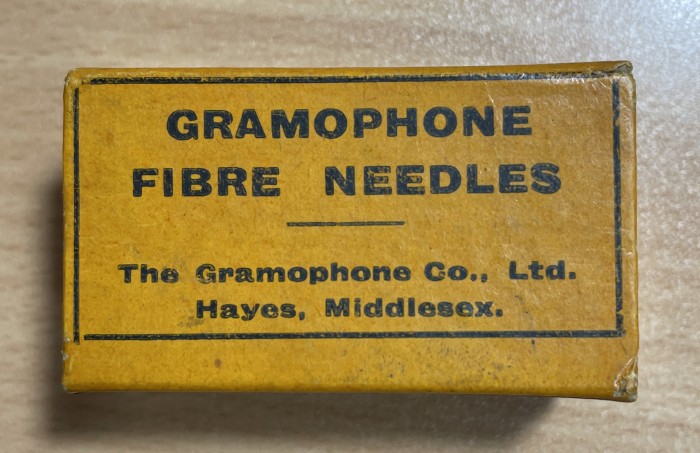 GRAMOPHONE
FIBRE NEEDLES
The Gramophone Co., Ltd.
Hayes, Middlesex.